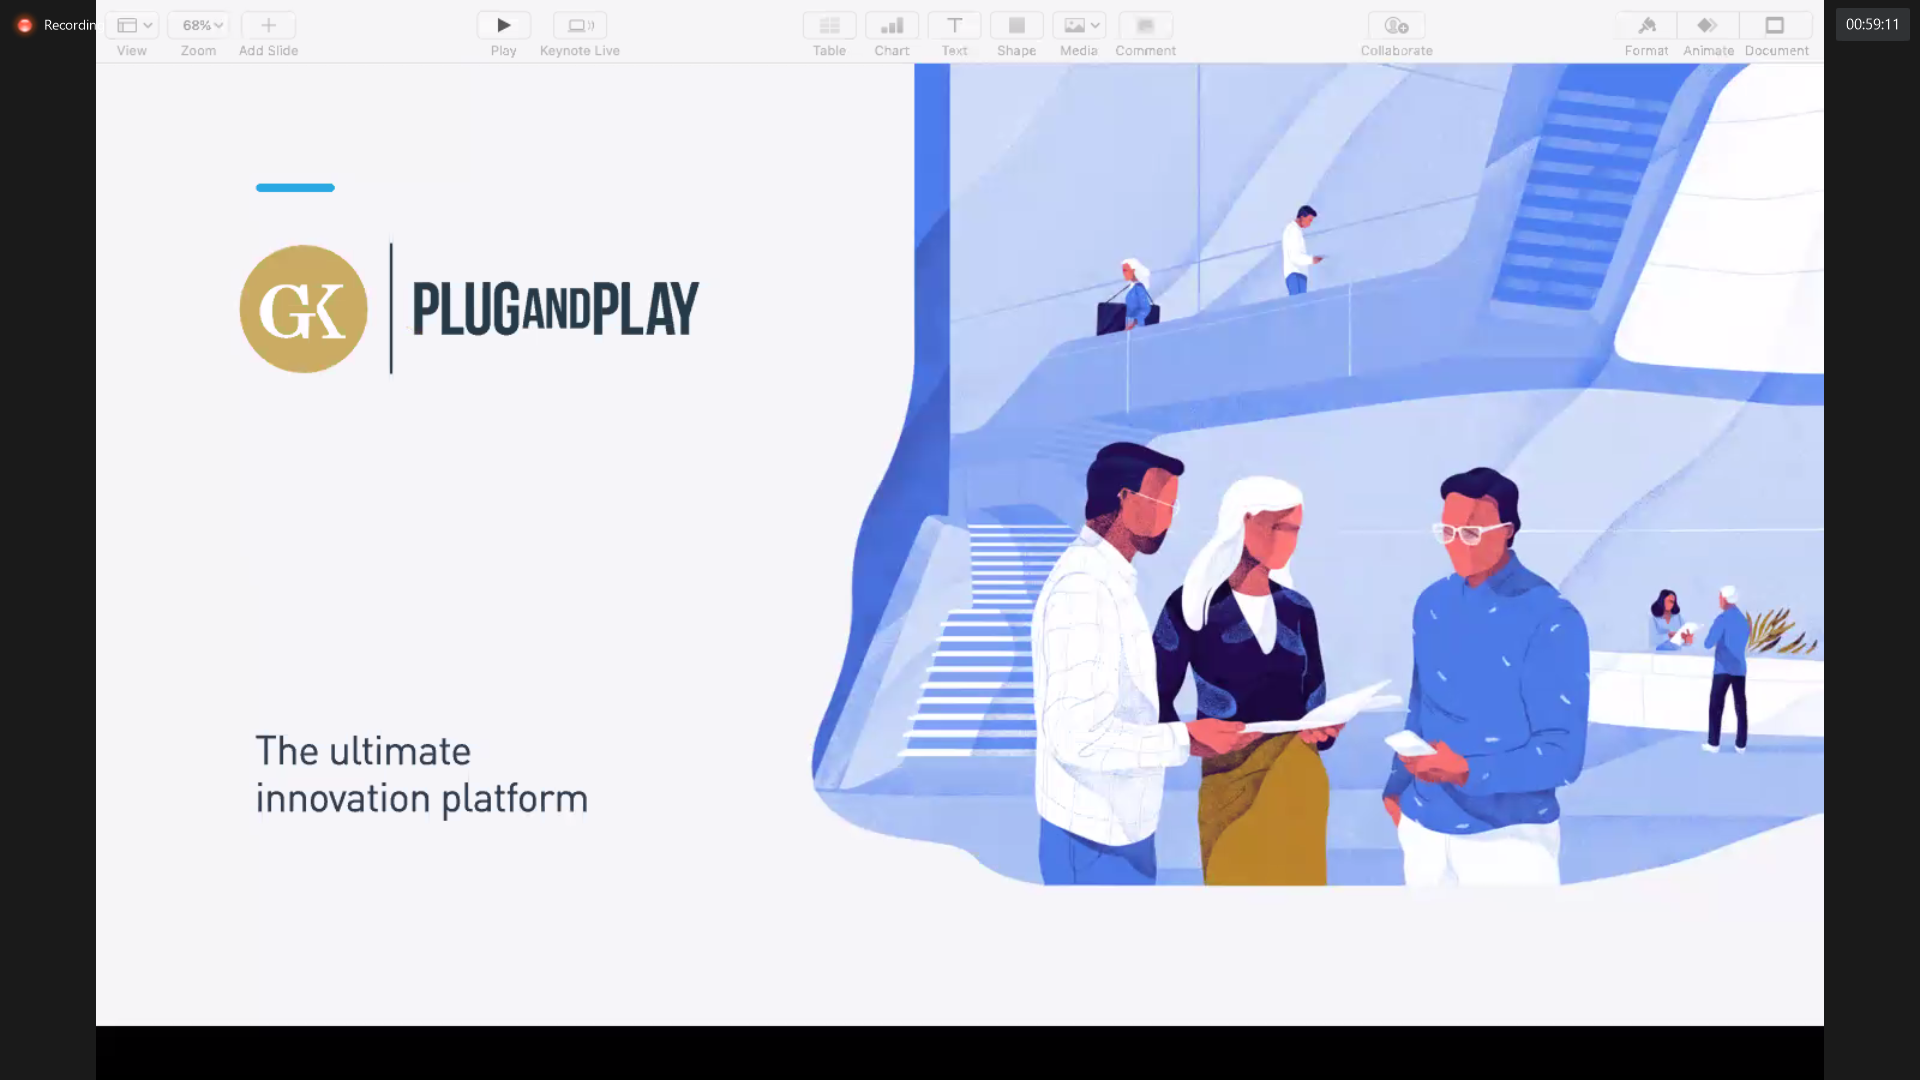 Recording
68%
00:59:11
View
Zoom
Add Slide
Play
Keynote Live
Table
Chart
Text
Shape
Media
Comment
Collaborate
Format
Animate
Document
GK
PLUGANDPLAY
The ultimate
innovation platform